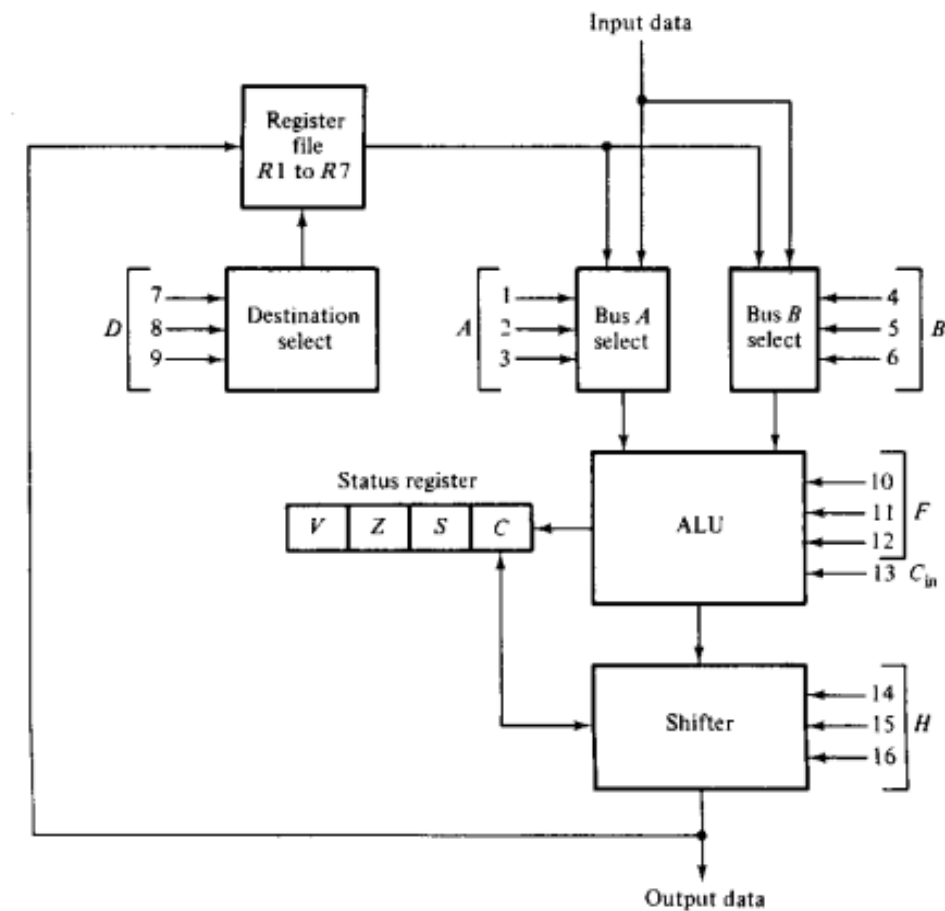 Input data
Register
file
R1 to R7
D
7
8
9
Destination
select
A
1
2
3
Bus A
select
Bus B
select
4
5
6
B
Status register
V Z S C
ALU
10
11
12
F
13 Cin
Shifter
14
15
16
H
Output data